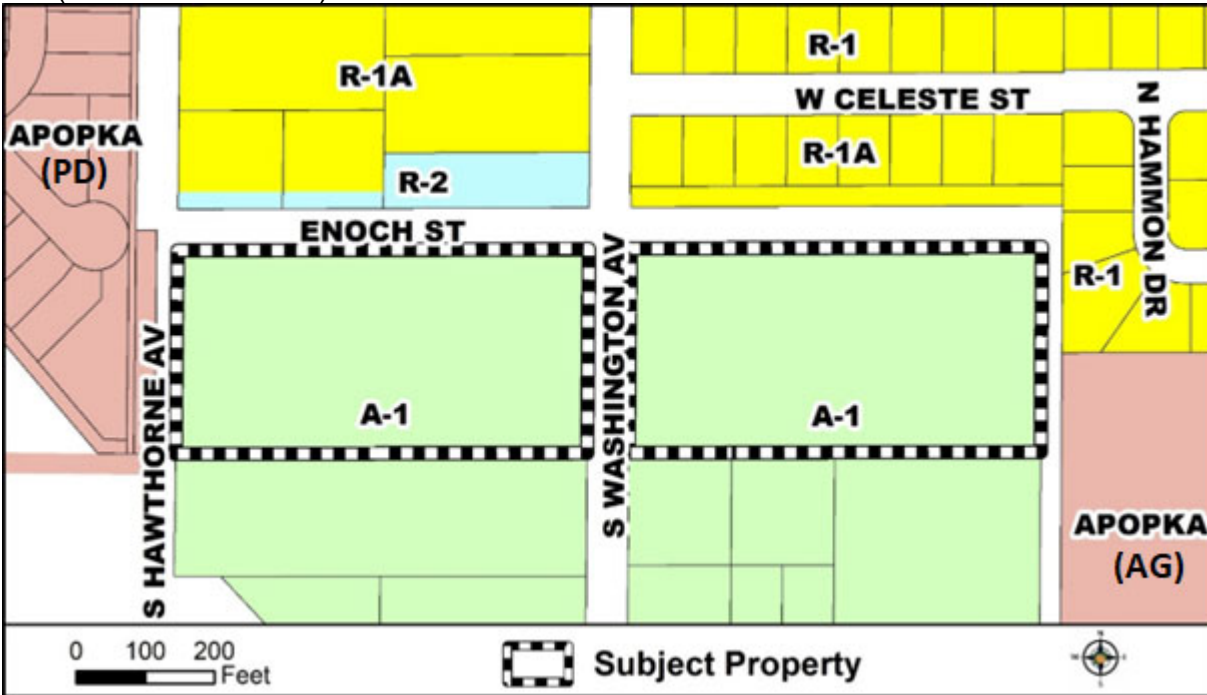 R-1
R-1A
W CELESTE ST
N HAMMON DR
APOPKA
(PD)
R-1A
R-2
ENOCH ST
S WASHINGTON AV
R-1
S HAWTHORNE AV
A-1
A-1
APOPKA
(AG)
0 100 200
Feet
Subject Property
N
W E
S